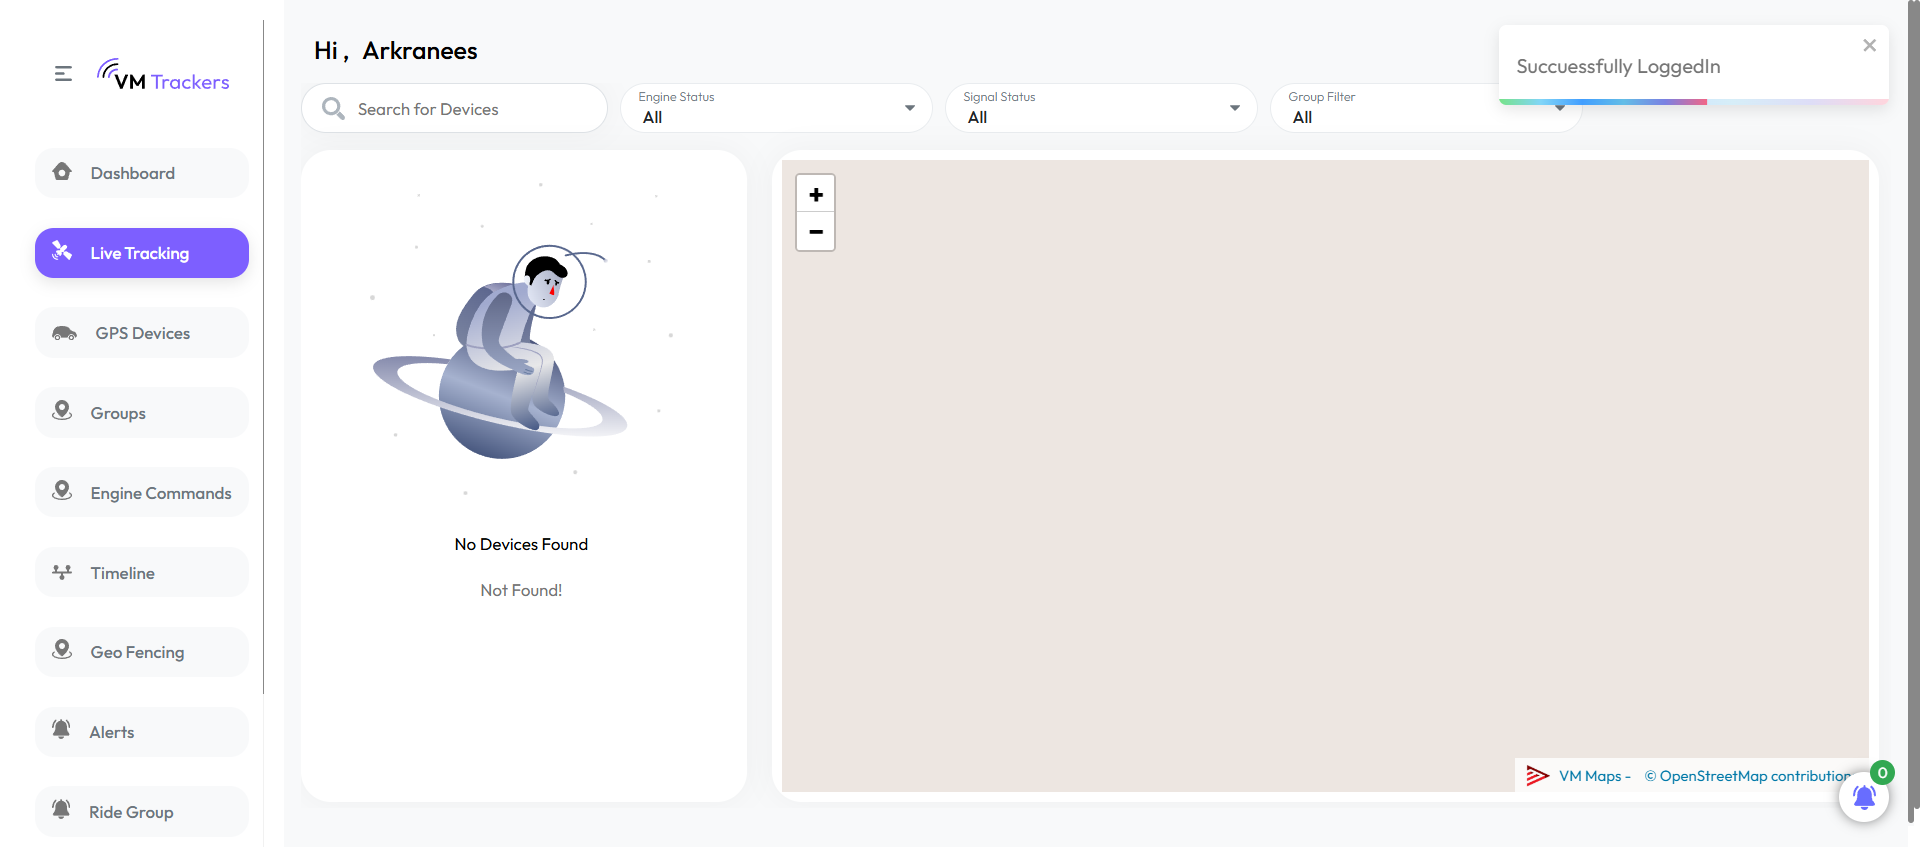 VM Trackers
Dashboard
Live Tracking
GPS Devices
Groups
Engine Commands
Timeline
Geo Fencing
Alerts
Ride Group
Hi , Arkranees
Search for Devices
Engine Status
All
Signal Status
All
Group Filter
All
Succuessfully LoggedIn
No Devices Found
Not Found!
+
−
VM Maps - © OpenStreetMap contribution
0